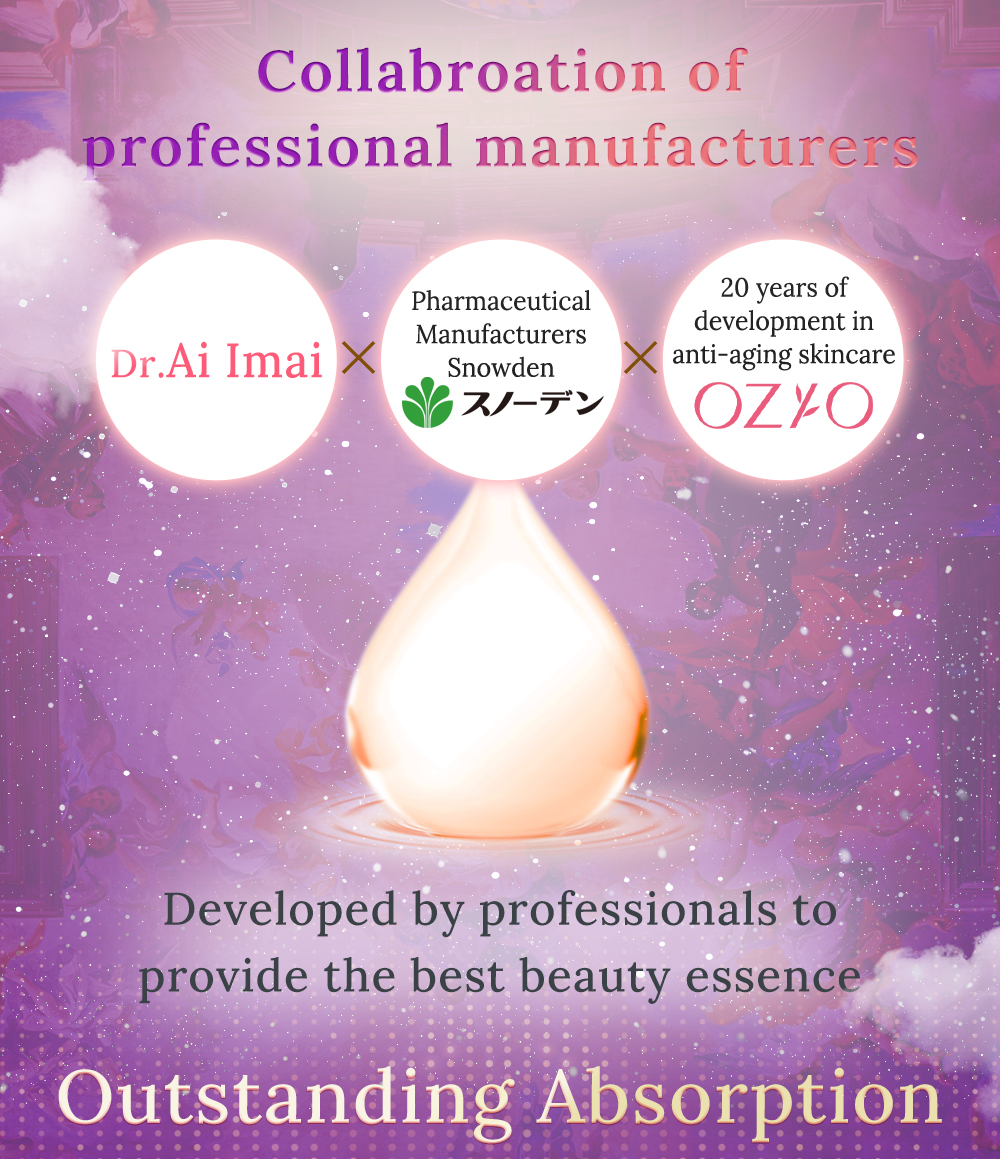 Collabroation of
professional manufacturers
Dr.Ai Imai
×
Pharmaceutical
Manufacturers
Snowden
スノーデン
×
20 years of
development in
anti-aging skincare
OZIO
Developed by professionals to
provide the best beauty essence
Outstanding Absorption